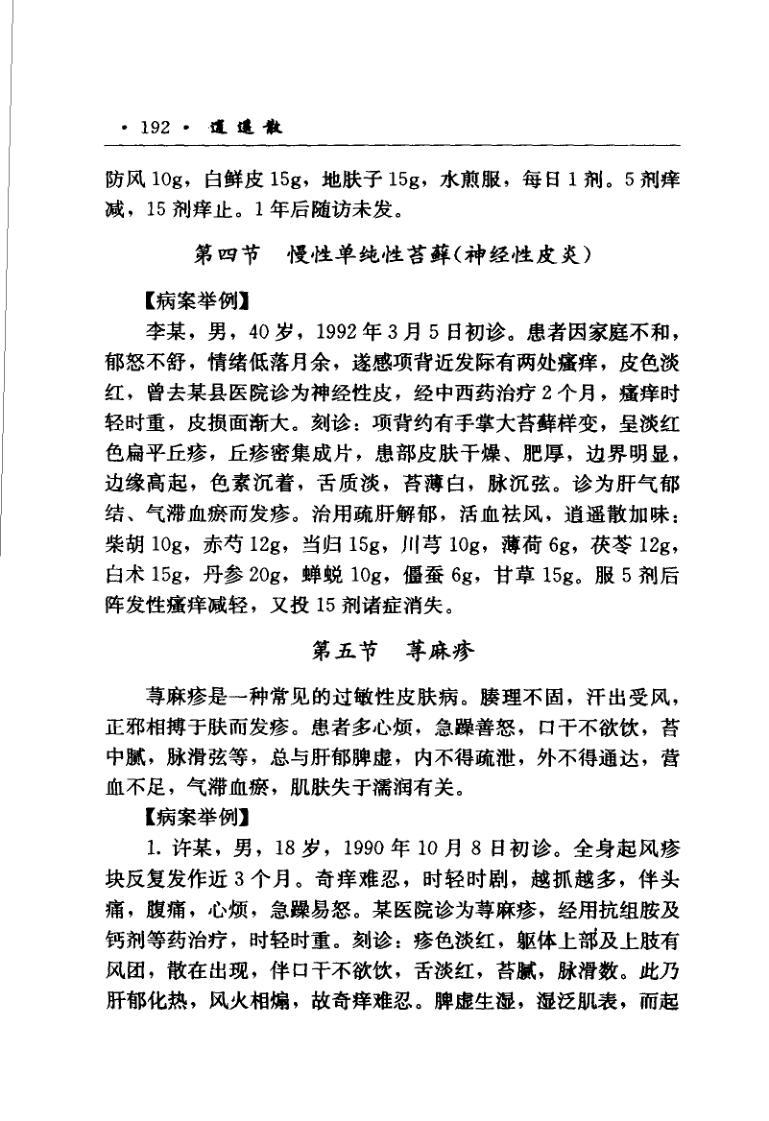 · 192 · 逍遥散
防风 10g，白鲜皮 15g，地肤子 15g，水煎服，每日 1 剂。5 剂痒
减，15 剂痒止。1 年后随访未发。
第四节 慢性单纯性苔藓（神经性皮炎）
【病案举例】
李某，男，40 岁，1992 年 3 月 5 日初诊。患者因家庭不和，
郁怒不舒，情绪低落月余，遂感项背近发际有两处瘙痒，皮色淡
红，曾去某县医院诊为神经性皮，经中西药治疗 2 个月，瘙痒时
轻时重，皮损面渐大。刻诊：项背约有手掌大苔藓样变，呈淡红
色扁平丘疹，丘疹密集成片，患部皮肤干燥、肥厚，边界明显，
边缘高起，色素沉着，舌质淡，苔薄白，脉沉弦。诊为肝气郁
结、气滞血瘀而发疹。治用疏肝解郁，活血祛风，逍遥散加味：
柴胡 10g，赤芍 12g，当归 15g，川芎 10g，薄荷 6g，茯苓 12g，
白术 15g，丹参 20g，蝉蜕 10g，僵蚕 6g，甘草 15g。服 5 剂后
阵发性瘙痒减轻，又投 15 剂诸症消失。
第五节 荨麻疹
荨麻疹是一种常见的过敏性皮肤病。腠理不固，汗出受风，
正邪相搏于肤而发疹。患者多心烦，急躁善怒，口干不欲饮，苔
中腻，脉滑弦等，总与肝郁脾虚，内不得疏泄，外不得通达，营
血不足，气滞血瘀，肌肤失于濡润有关。
【病案举例】
1. 许某，男，18 岁，1990 年 10 月 8 日初诊。全身起风疹
块反复发作近 3 个月。奇痒难忍，时轻时剧，越抓越多，伴头
痛，腹痛，心烦，急躁易怒。某医院诊为荨麻疹，经用抗组胺及
钙剂等药治疗，时轻时重。刻诊：疹色淡红，躯体上部及上肢有
风团，散在出现，伴口干不欲饮，舌淡红，苔腻，脉滑数。此乃
肝郁化热，风火相煽，故奇痒难忍。脾虚生湿，湿泛肌表，而起